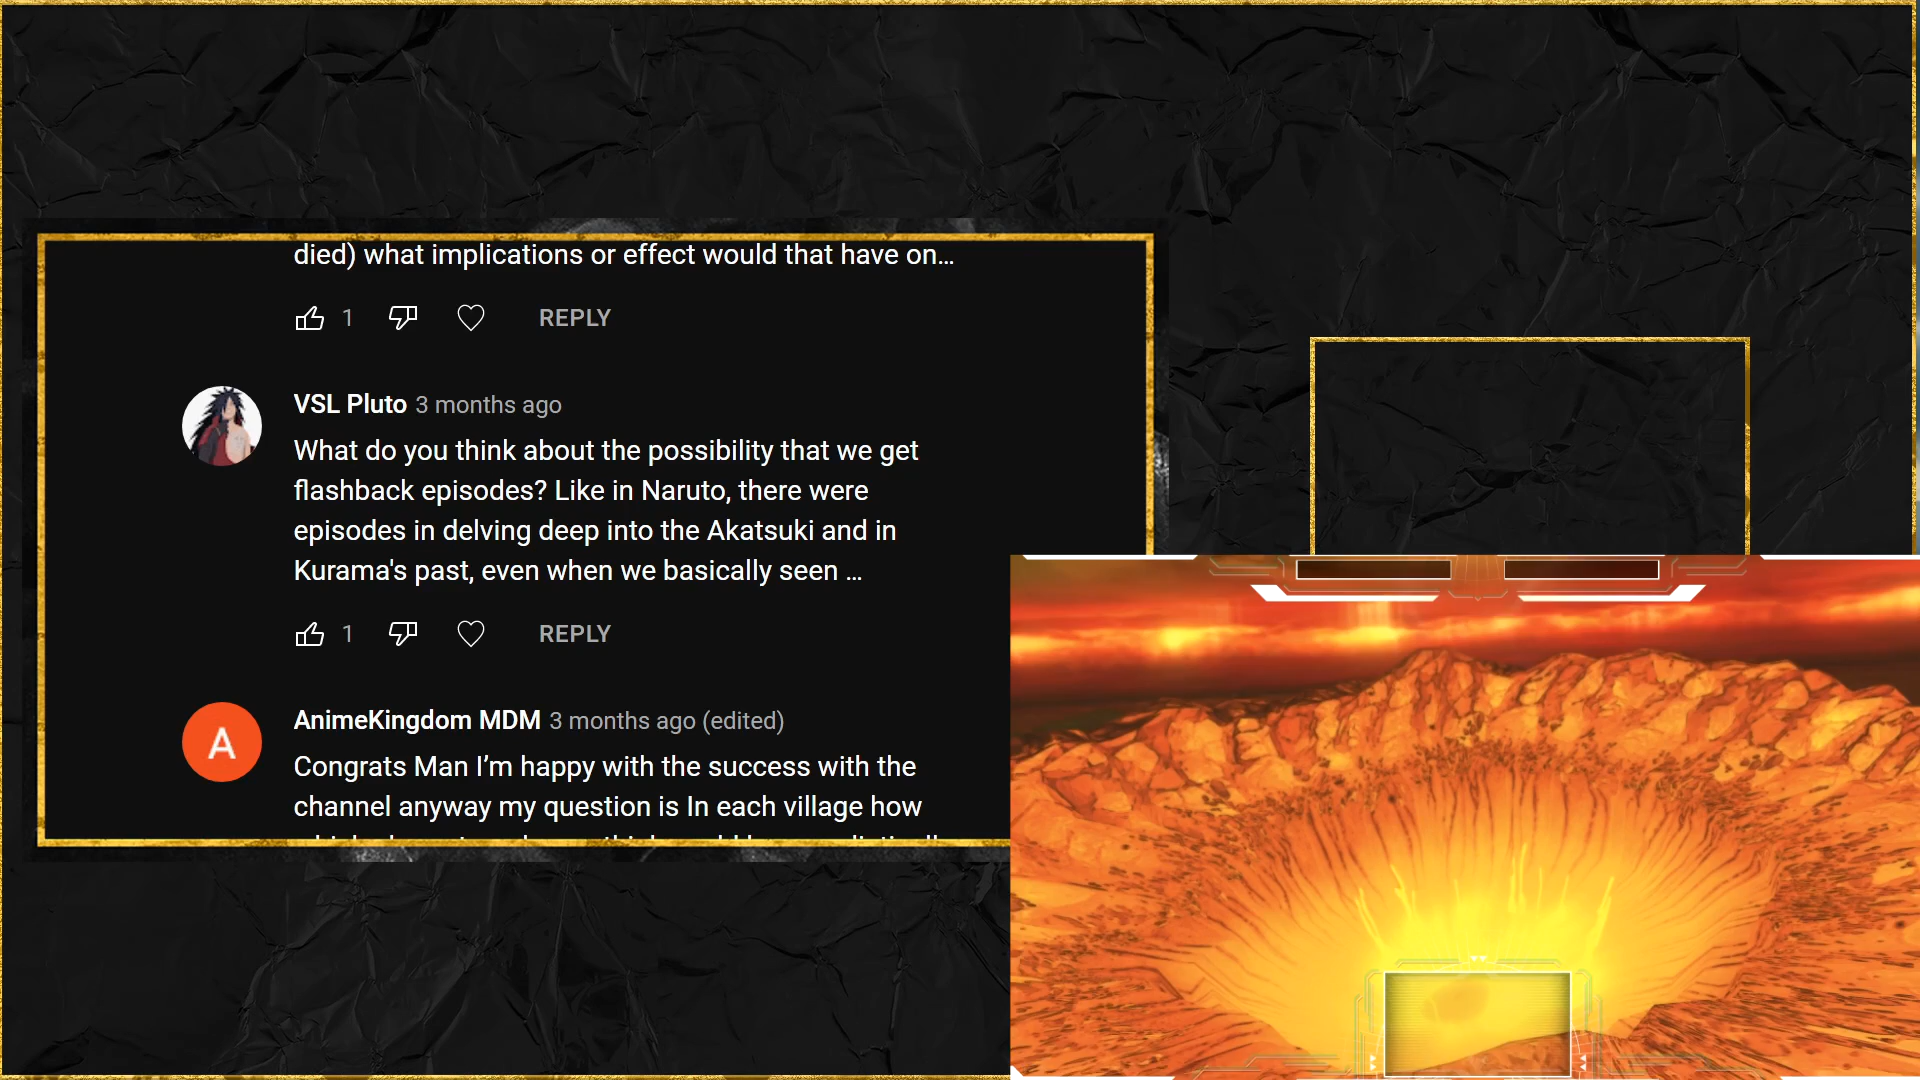 died) what implications or effect would that have on...
1 REPLY
VSL Pluto 3 months ago
What do you think about the possibility that we get
flashback episodes? Like in Naruto, there were
episodes in delving deep into the Akatsuki and in
Kurama's past, even when we basically seen ...
1 REPLY
A
AnimeKingdom MDM 3 months ago (edited)
Congrats Man I’m happy with the success with the
channel anyway my question is In each village how